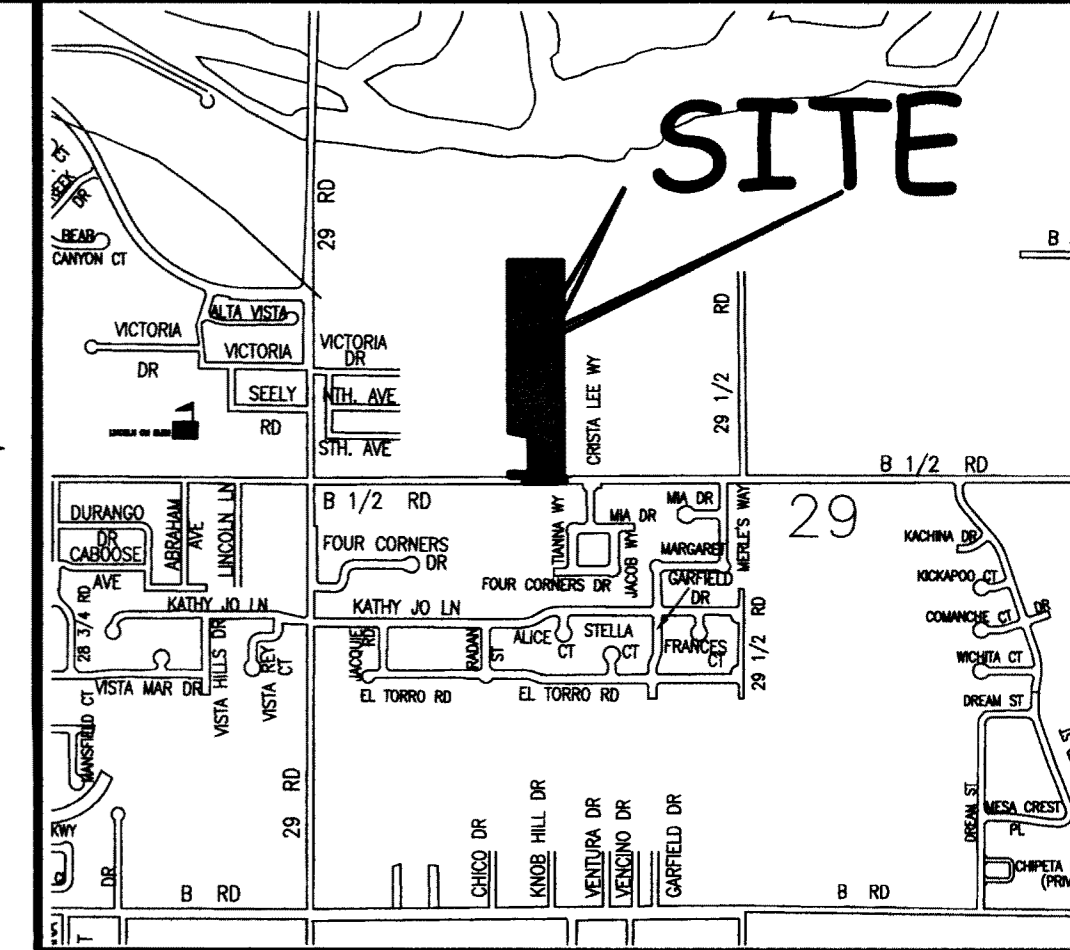 SITE
29 RD
CT
DR
BEAR
CANYON CT
B
ALTA VISTA
VICTORIA
DR
VICTORIA
VICTORIA
DR
SEELY
RD
NTH. AVE
STH. AVE
CRISTA LEE WY
29 1/2 RD
B 1/2 RD
B 1/2 RD
29
DURANGO
DR
CABOOSE
AVE
ABRAHAM
AVE
LINCOLN LN
FOUR CORNERS
DR
TIANNA WY
MIA DR
MIA DR
JACOB WY
MERLE'S WAY
MARGARET
GARFIELD
DR
FOUR CORNERS DR
KACHINA DR
KICKAPOO CT
COMANCHE CT
DR
WICHITA CT
DREAM ST
28 3/4 RD
KATHY JO LN
KATHY JO LN
JACQUIE
RD
RADAN
ST
ALICE
CT
STELLA
CT
FRANCES
CT
29 1/2 RD
VISTA MAR DR
VISTA HILLS DR
VISTA REY
CT
EL TORRO RD
EL TORRO RD
MANSFIELD CT
29 RD
KWY
DR
CHICO DR
KNOB HILL DR
VENTURA DR
VENCINO DR
GARFIELD DR
DREAM ST
MESA CREST
PL
CHIPETA
(PRIV
B RD
B RD
T